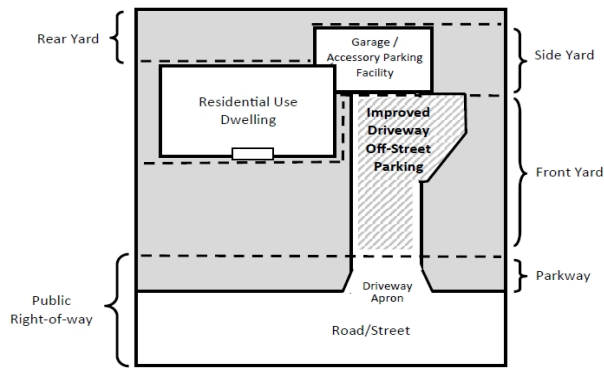 Rear Yard
Garage /
Accessory Parking
Facility
Side Yard
Residential Use
Dwelling
Improved
Driveway
Off-Street
Parking
Front Yard
Parkway
Public
Right-of-way
Driveway
Apron
Road/Street